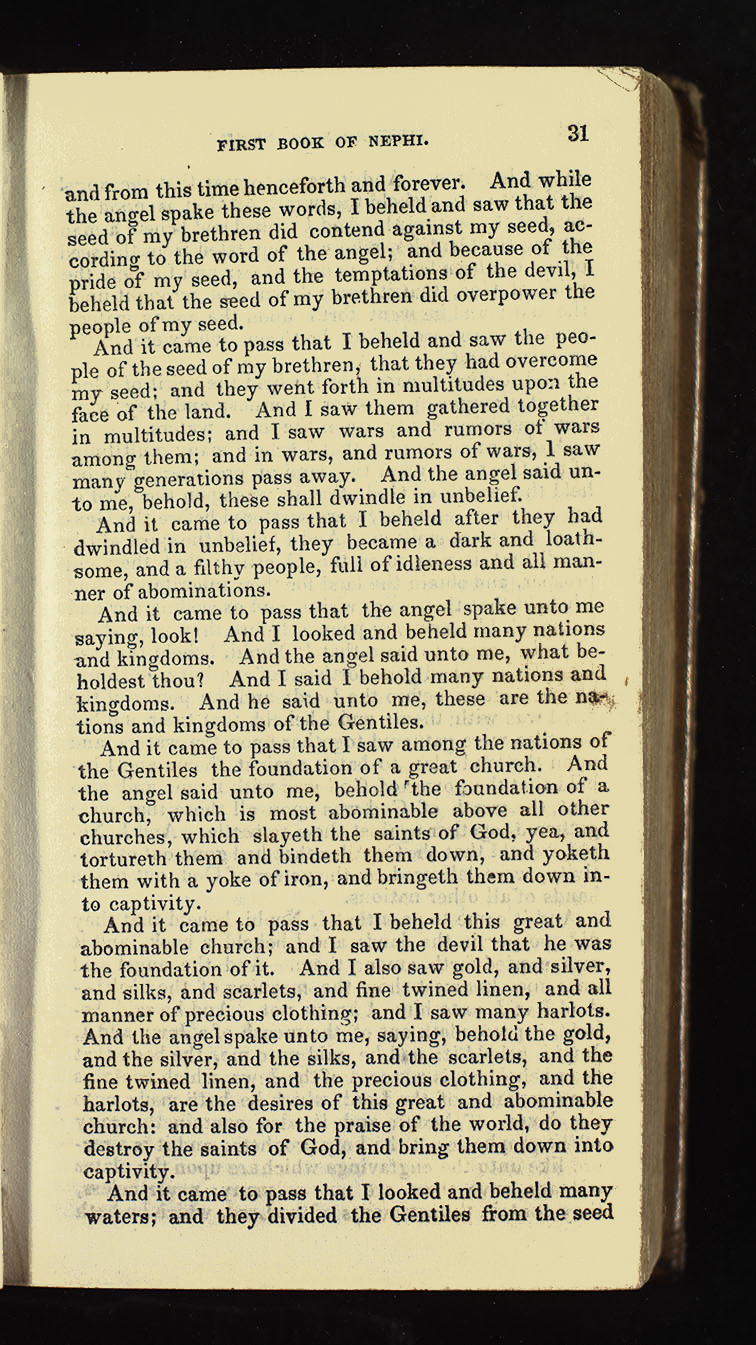 FIRST BOOK OF NEPHI. 31
and from this time henceforth and forever. And while
the angel spake these words, I beheld and saw that the
seed of my brethren did contend against my seed, ac-
cording to the word of the angel; and because of the
pride of my seed, and the temptations of the devil, I
beheld that the seed of my brethren did overpower the
people of my seed.
And it came to pass that I beheld and saw the peo-
ple of the seed of my brethren, that they had overcome
my seed; and they went forth in multitudes upon the
face of the land. And I saw them gathered together
in multitudes; and I saw wars and rumors of wars
among them; and in wars, and rumors of wars, I saw
many generations pass away. And the angel said un-
to me, behold, these shall dwindle in unbelief.
And it came to pass that I beheld after they had
dwindled in unbelief, they became a dark and loath-
some, and a filthy people, full of idleness and all man-
ner of abominations.
And it came to pass that the angel spake unto me
saying, look! And I looked and beheld many nations
and kingdoms. And the angel said unto me, what be-
holdest thou? And I said I behold many nations and
kingdoms. And he said unto me, these are the na-
tions and kingdoms of the Gentiles.
And it came to pass that I saw among the nations of
the Gentiles the foundation of a great church. And
the angel said unto me, behold the foundation of a
church, which is most abominable above all other
churches, which slayeth the saints of God, yea, and
tortureth them and bindeth them down, and yoketh
them with a yoke of iron, and bringeth them down in-
to captivity.
And it came to pass that I beheld this great and
abominable church; and I saw the devil that he was
the foundation of it. And I also saw gold, and silver,
and silks, and scarlets, and fine twined linen, and all
manner of precious clothing; and I saw many harlots.
And the angel spake unto me, saying, behold the gold,
and the silver, and the silks, and the scarlets, and the
fine twined linen, and the precious clothing, and the
harlots, are the desires of this great and abominable
church: and also for the praise of the world, do they
destroy the saints of God, and bring them down into
captivity.
And it came to pass that I looked and beheld many
waters; and they divided the Gentiles from the seed